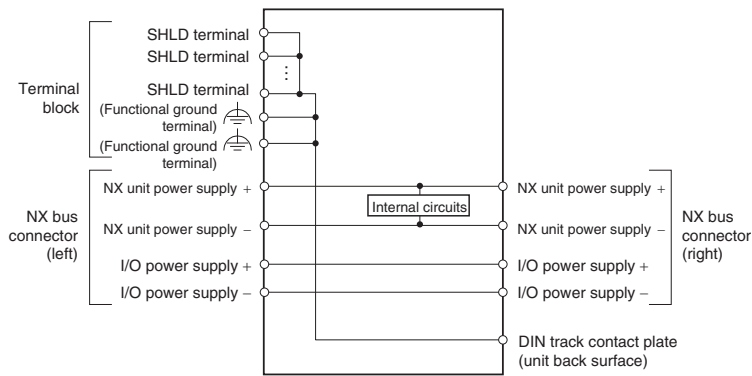 SHLD terminal
SHLD terminal
SHLD terminal
Terminal
block
(Functional ground
terminal)
(Functional ground
terminal)
NX unit power supply +
NX unit power supply −
I/O power supply +
I/O power supply −
NX bus
connector
(left)
Internal circuits
NX unit power supply +
NX unit power supply −
I/O power supply +
I/O power supply −
NX bus
connector
(right)
DIN track contact plate
(unit back surface)